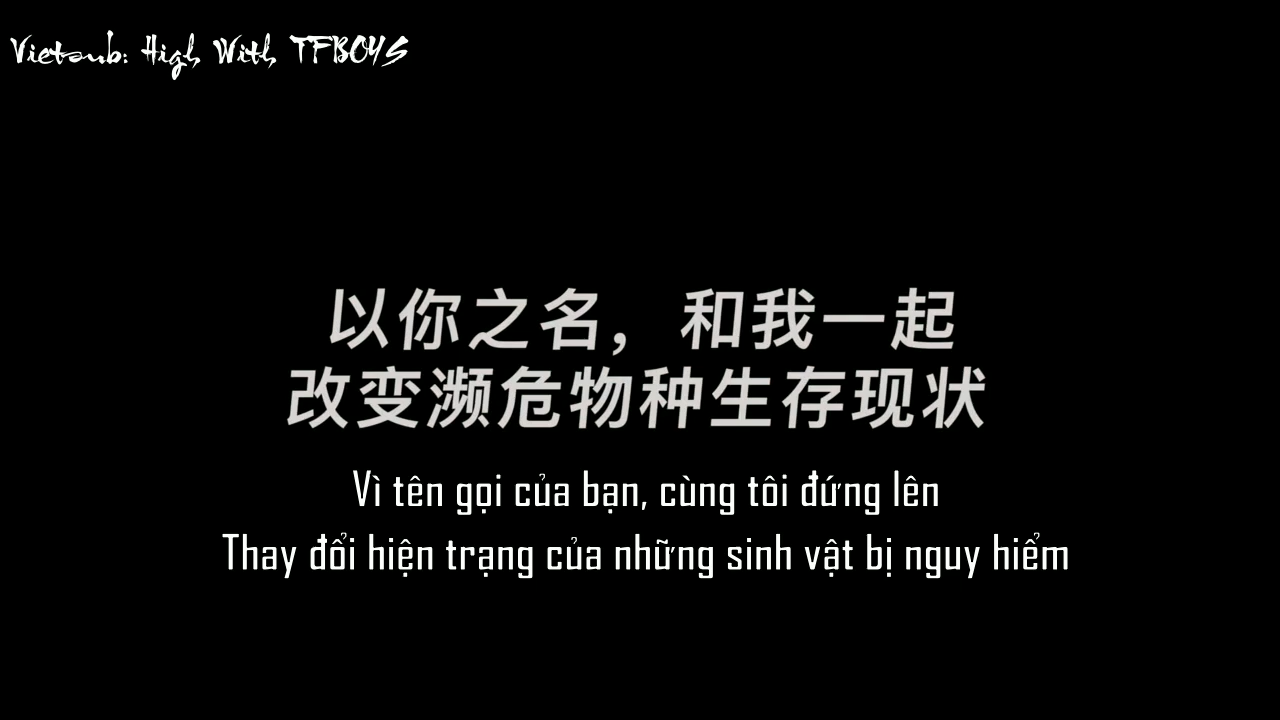 Vietsub: High With TFBOYS
以你之名，和我一起
改变濒危物种生存现状
Vì tên gọi của bạn, cùng tôi đứng lên
Thay đổi hiện trạng của những sinh vật bị nguy hiểm